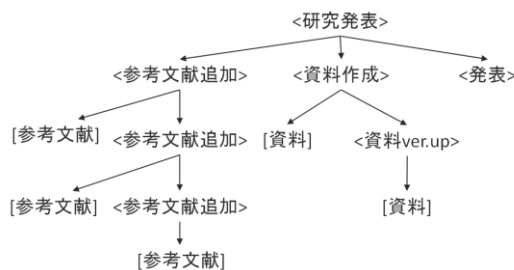 <研究発表>
<参考文献追加> <資料作成> <発表>
[参考文献] <参考文献追加> [資料] <資料ver.up>
[参考文献] <参考文献追加> [資料]
[参考文献]